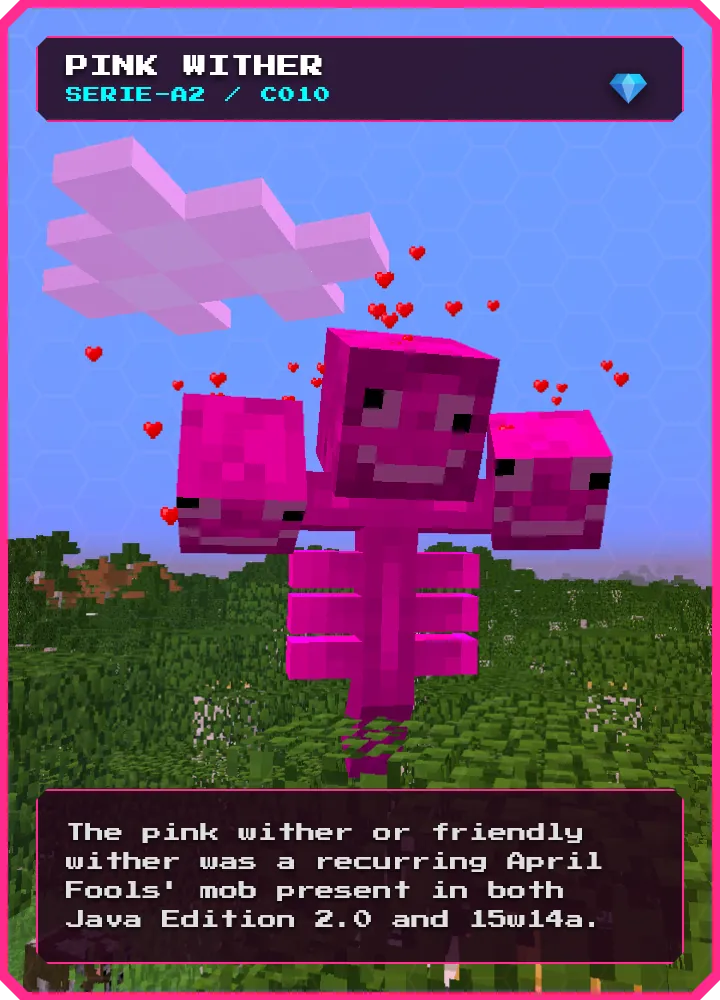 PINK WITHER
SERIE-A2 / C010
The pink wither or friendly
wither was a recurring April
Fools' mob present in both
Java Edition 2.0 and 15w14a.